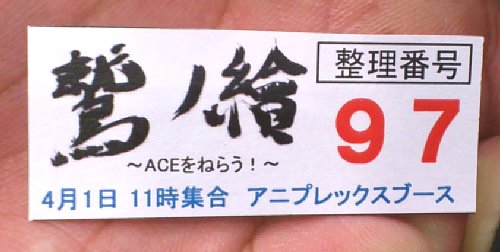 鷲ノ繪
整理番号
97
～ACEをねらう！～
4月1日 11時集合 アニプレックスブース